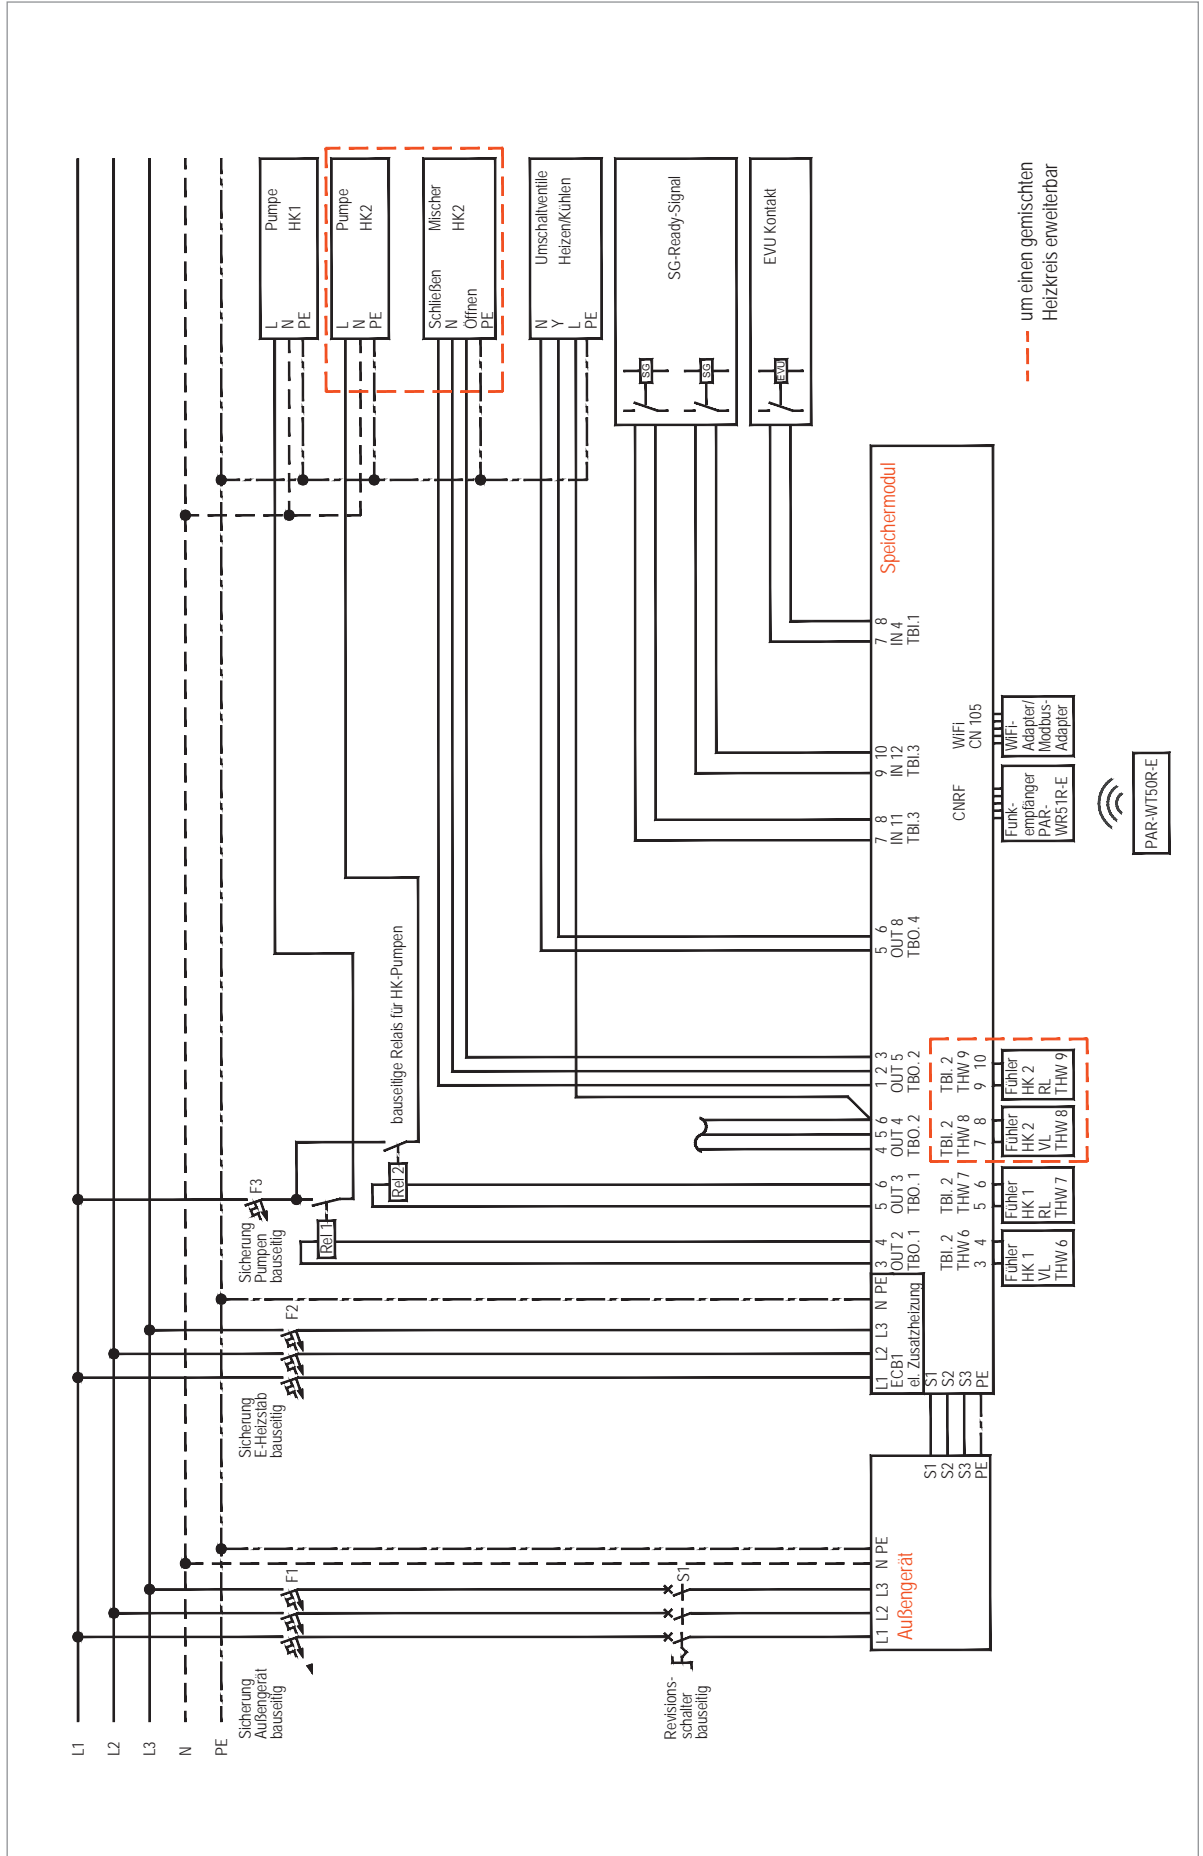 L1
L2
L3
N
PE
Sicherung
Außengerät
bauseitig
F1
Revisions-
schalter
bauseitig
S1
L1 L2 L3 N PE
Außengerät
S1
S2
S3
PE
Sicherung
E-Heizstab
bauseitig
F2
Sicherung
Pumpen
bauseitig
F3
Rel 1
Rel 2
bauseitige Relais für HK-Pumpen
Pumpe
HK1
L
N
PE
Pumpe
HK2
L
N
PE
Mischer
HK2
Schließen
N
Öffnen
PE
Umschaltventile
Heizen/Kühlen
N
Y
L
PE
SG-Ready-Signal
SG
SG
EVU Kontakt
EVU
Speichermodul
L1 L2 L3 N PE
ECB1
el. Zusatzheizung
S1
S2
S3
PE
3 4
OUT 2
TBO. 1
5 6
OUT 3
TBO. 1
4 5 6
OUT 4
TBO. 2
1 2 3
OUT 5
TBO. 2
5 6
OUT 8
TBO. 4
7 8
IN 11
TBI.3
9 10
IN 12
TBI.3
7 8
IN 4
TBI.1
TBI. 2
THW 6
3 4
TBI. 2
THW 7
5 6
TBI. 2
THW 8
7 8
TBI. 2
THW 9
9 10
CNRF
WiFi
CN 105
Fühler
HK 1
VL
THW 6
Fühler
HK 1
RL
THW 7
Fühler
HK 2
VL
THW 8
Fühler
HK 2
RL
THW 9
Funk-
empfänger
PAR-
WR51R-E
WiFi-
Adapter/
Modbus-
Adapter
PAR-WT50R-E
um einen gemischten
Heizkreis erweiterbar